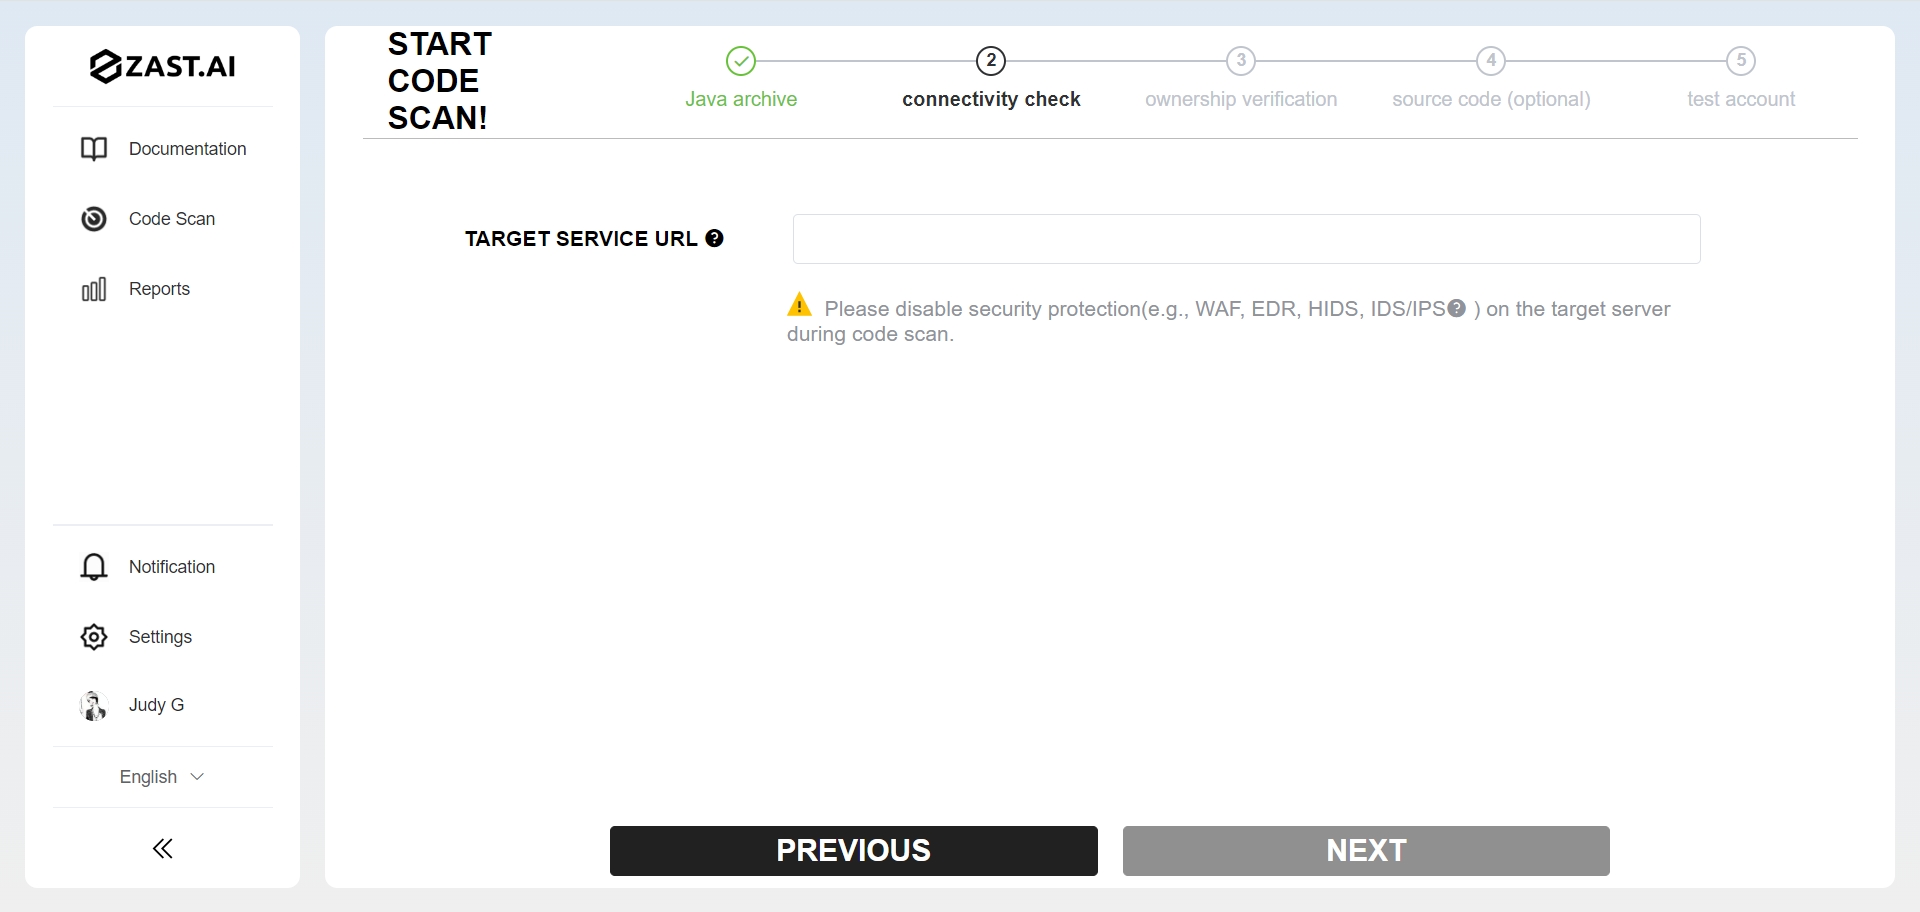 ZAST.AI
Documentation
Code Scan
Reports
Notification
Settings
Judy G
English
START
CODE
SCAN!
2
3
4
5
Java archive
connectivity check
ownership verification
source code (optional)
test account
TARGET SERVICE URL ?
! Please disable security protection(e.g., WAF, EDR, HIDS, IDS/IPS ? ) on the target server
during code scan.
PREVIOUS
NEXT